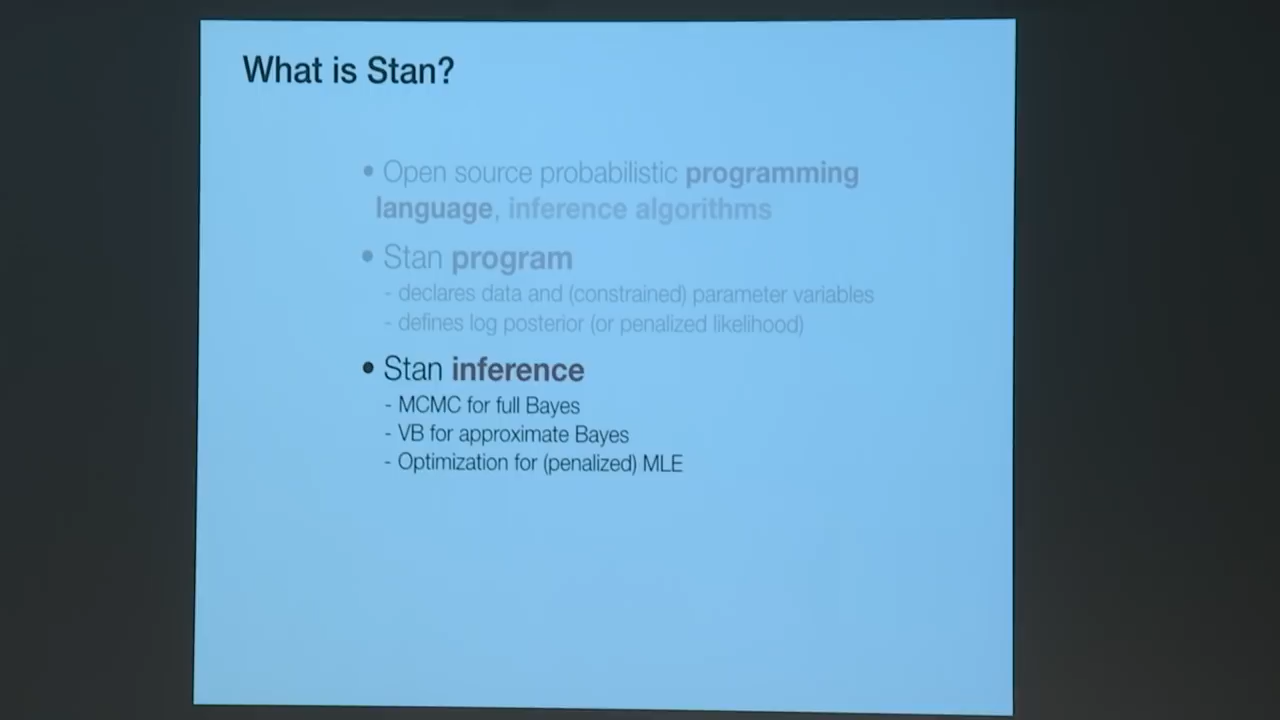 What is Stan?
• Open source probabilistic programming
language, inference algorithms
• Stan program
- declares data and (constrained) parameter variables
- defines log posterior (or penalized likelihood)
• Stan inference
- MCMC for full Bayes
- VB for approximate Bayes
- Optimization for (penalized) MLE